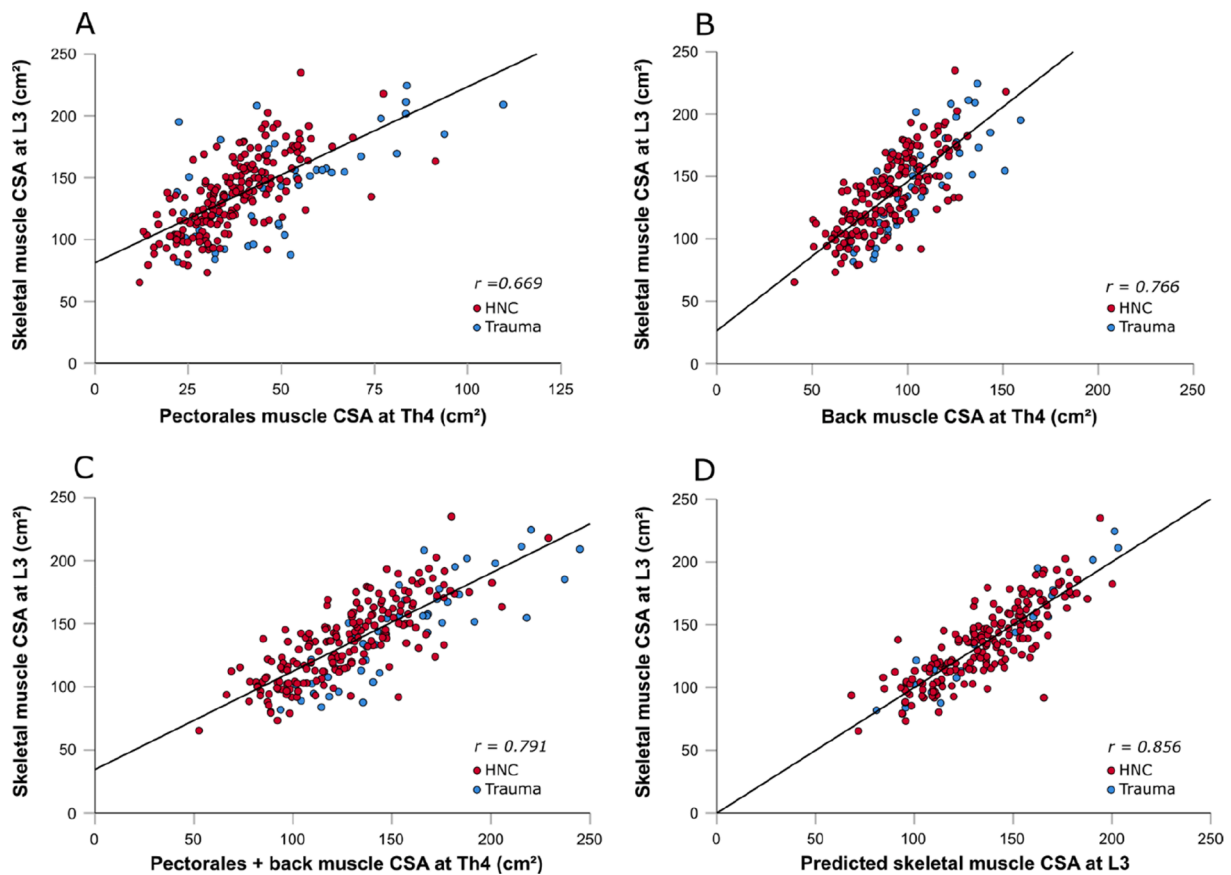 A
250
200
150
100
50
0
0
25
50
75
100
125
Skeletal muscle CSA at L3 (cm²)
Pectorales muscle CSA at Th4 (cm²)
r =0.669
HNC
Trauma
B
250
200
150
100
50
0
0
50
100
150
200
250
Skeletal muscle CSA at L3 (cm²)
Back muscle CSA at Th4 (cm²)
r = 0.766
HNC
Trauma
C
250
200
150
100
50
0
0
50
100
150
200
250
Skeletal muscle CSA at L3 (cm²)
Pectorales + back muscle CSA at Th4 (cm²)
r = 0.791
HNC
Trauma
D
250
200
150
100
50
0
0
50
100
150
200
250
Skeletal muscle CSA at L3 (cm²)
Predicted skeletal muscle CSA at L3
r = 0.856
HNC
Trauma